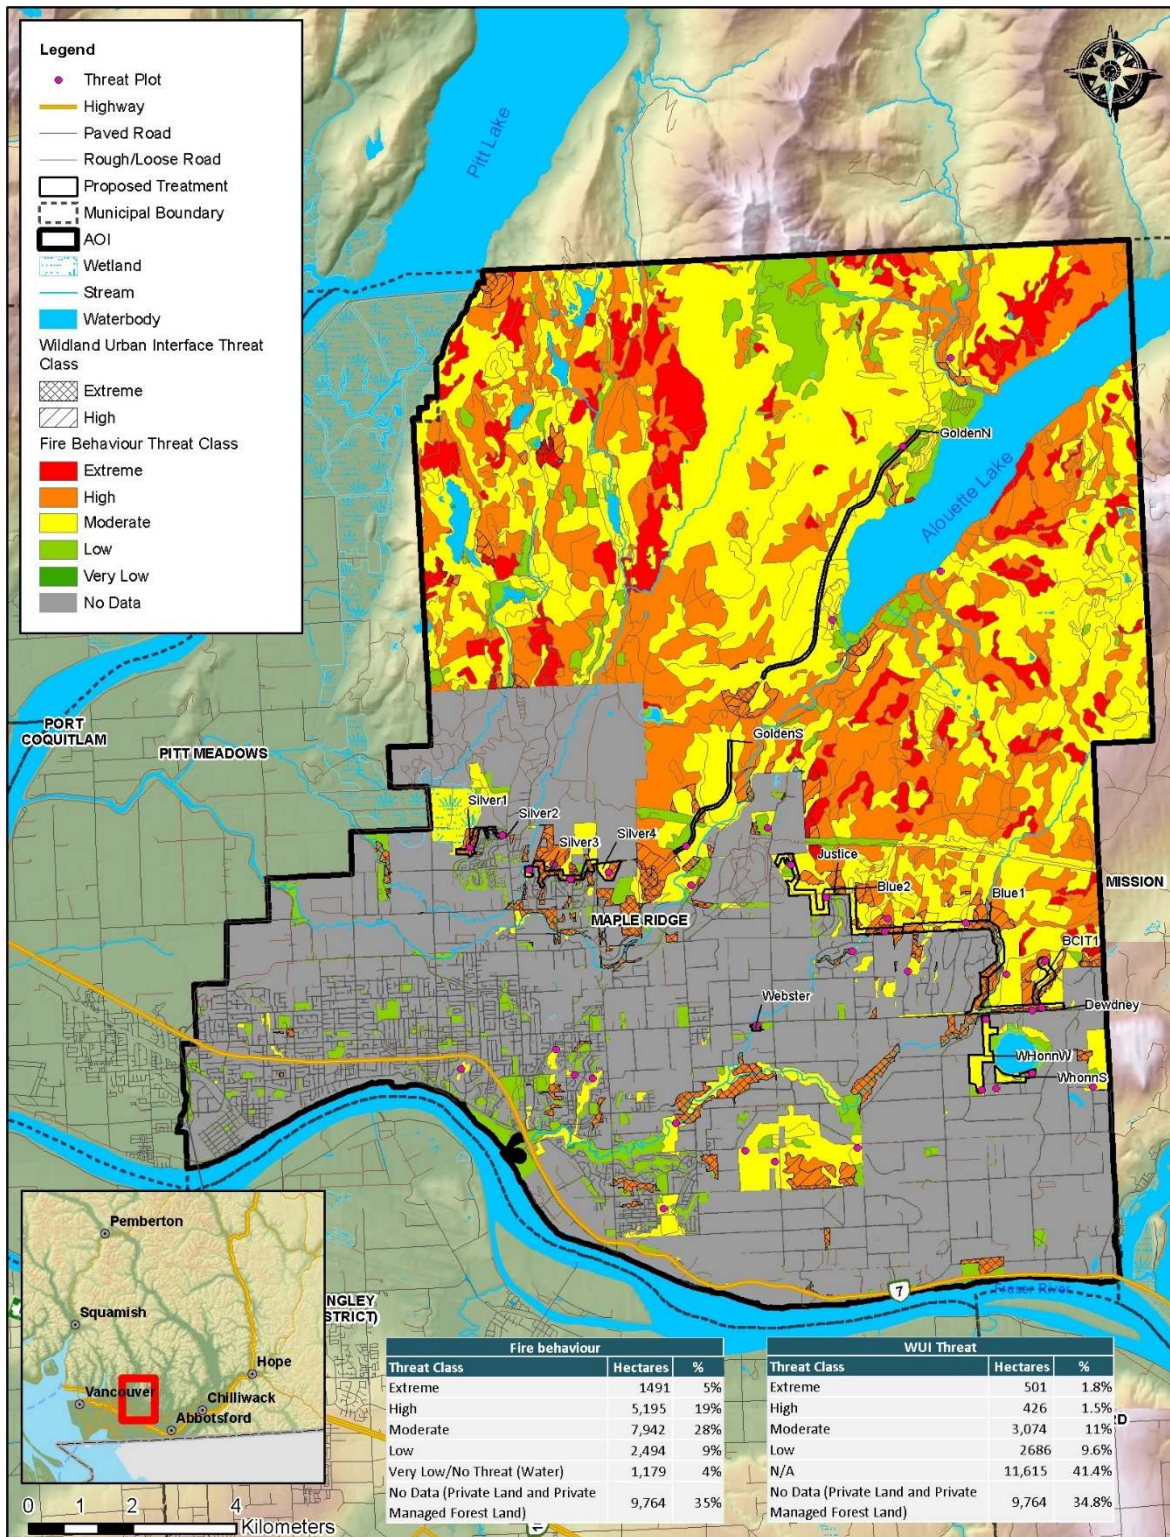 Legend
Threat Plot
Highway
Paved Road
Rough/Loose Road
Proposed Treatment
Municipal Boundary
AOI
Wetland
Stream
Waterbody
Wildland Urban Interface Threat
Class
Extreme
High
Fire Behaviour Threat Class
Extreme
High
Moderate
Low
Very Low
No Data
Pitt Lake
GoldenN
Alouette Lake
PORT
COQUITLAM
PITT MEADOWS
GoldenS
Silver1
Silver2
Silver3
Silver4
Justice
Blue2
Blue1
MISSION
MAPLE RIDGE
BCIT1
Webster
Dewdney
WHonnW
WhonnS
7
Fraser River
Pemberton
Squamish
Hope
Vancouver
Chilliwack
Abbotsford
NGLEY
STRICT)
RD
0 1 2 4
Kilometers
Fire behaviour
Threat Class Hectares %
Extreme 1491 5%
High 5,195 19%
Moderate 7,942 28%
Low 2,494 9%
Very Low/No Threat (Water) 1,179 4%
No Data (Private Land and Private
Managed Forest Land) 9,764 35%
WUI Threat
Threat Class Hectares %
Extreme 501 1.8%
High 426 1.5%
Moderate 3,074 11%
Low 2686 9.6%
N/A 11,615 41.4%
No Data (Private Land and Private
Managed Forest Land) 9,764 34.8%